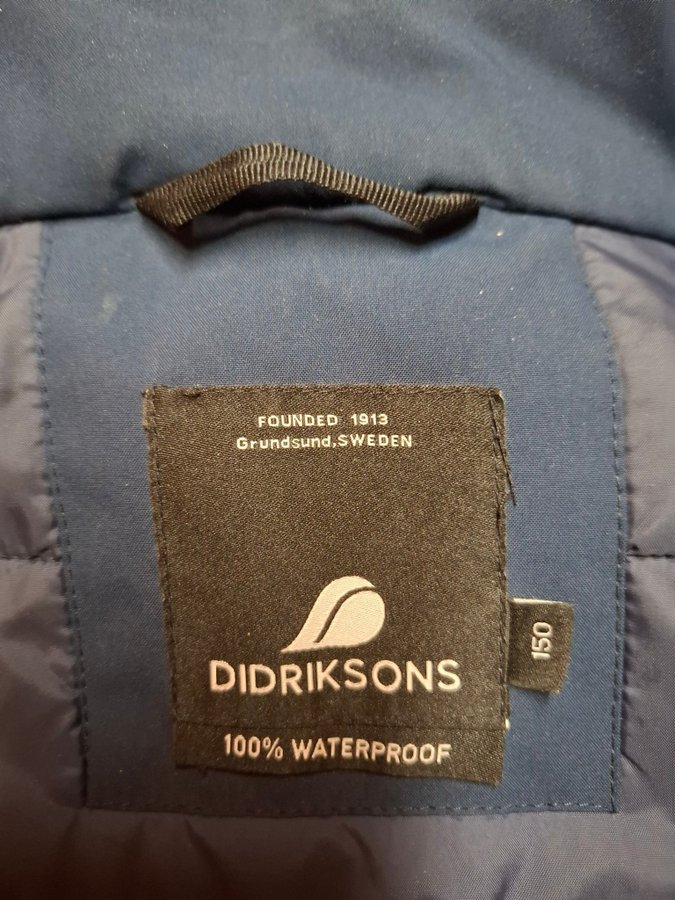 FOUNDED 1913
Grundsund,SWEDEN
DIDRIKSONS
150
100% WATERPROOF